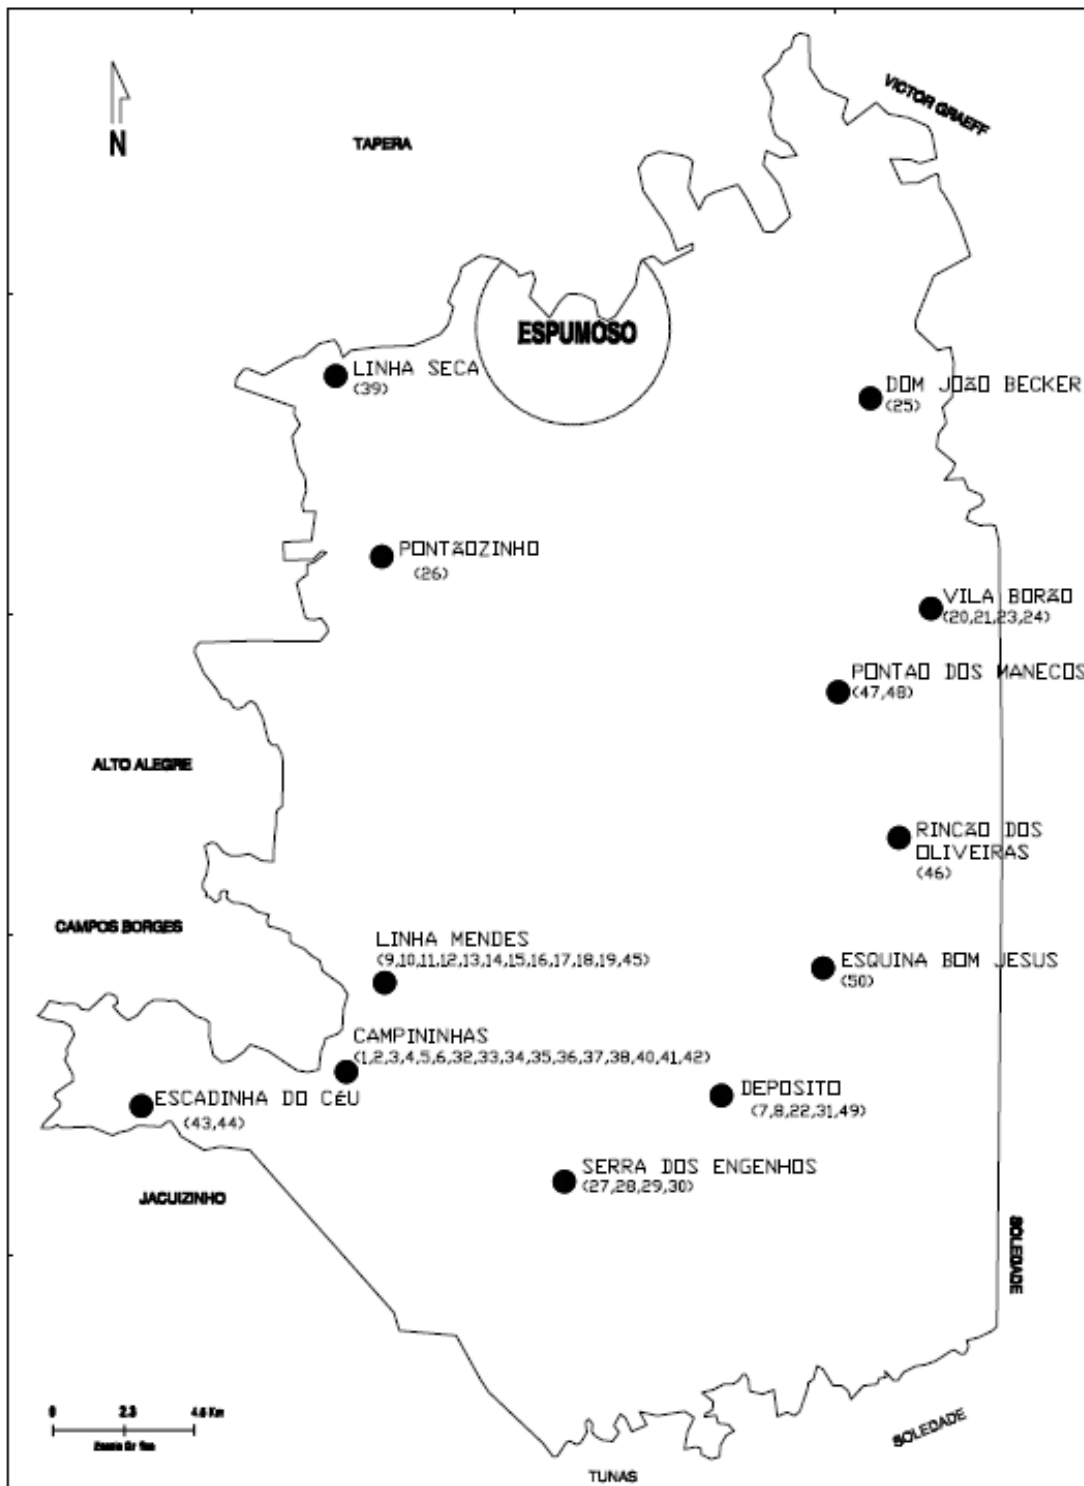 VICTOR GRAEFF
TAPERA
N
ESPUMOSO
LINHA SECA
(39)
DOM JOÃO BECKER
(25)
PONTÃOZINHO
(26)
VILA BORÃO
(20,21,23,24)
PONTAO DOS MANECOS
(47,48)
ALTO ALEGRE
RINCÃO DOS
OLIVEIRAS
(46)
CAMPOS BORGES
LINHA MENDES
(9,10,11,12,13,14,15,16,17,18,19,45)
ESQUINA BOM JESUS
(50)
CAMPININHAS
(1,2,3,4,5,6,32,33,34,35,36,37,38,40,41,42)
ESCADINHA DO CÉU
(43,44)
DEPOSITO
(7,8,22,31,49)
SERRA DOS ENGENHOS
(27,28,29,30)
JACUIZINHO
SOLEDADE
0 2.3 4.6 Km
SOLEDADE
TUNAS